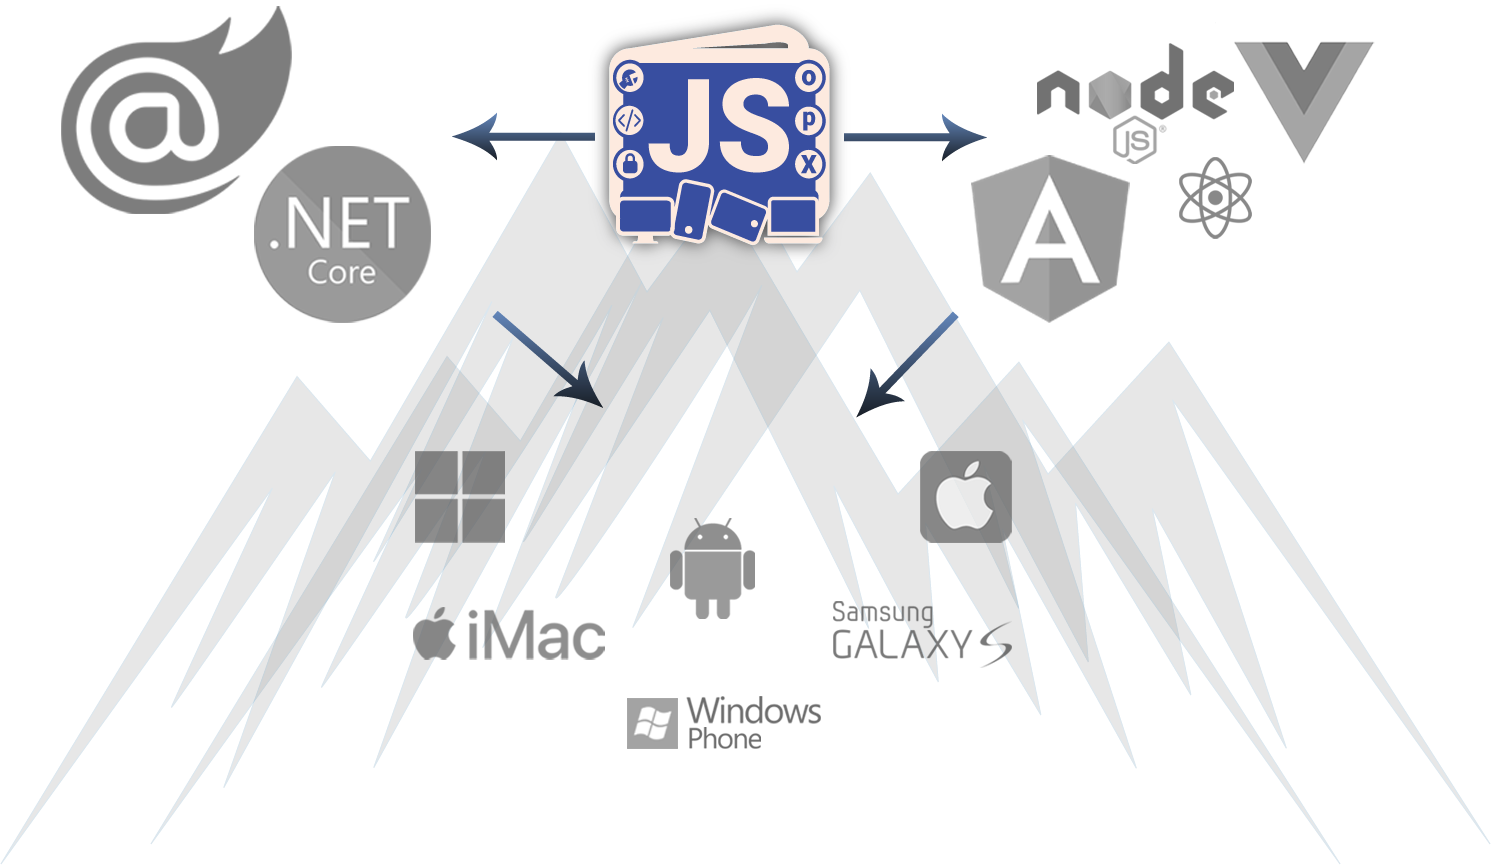 @
JS
</>
o
p
x
node
JS®
.NET
Core
A
iMac
Samsung
GALAXY S
Windows
Phone